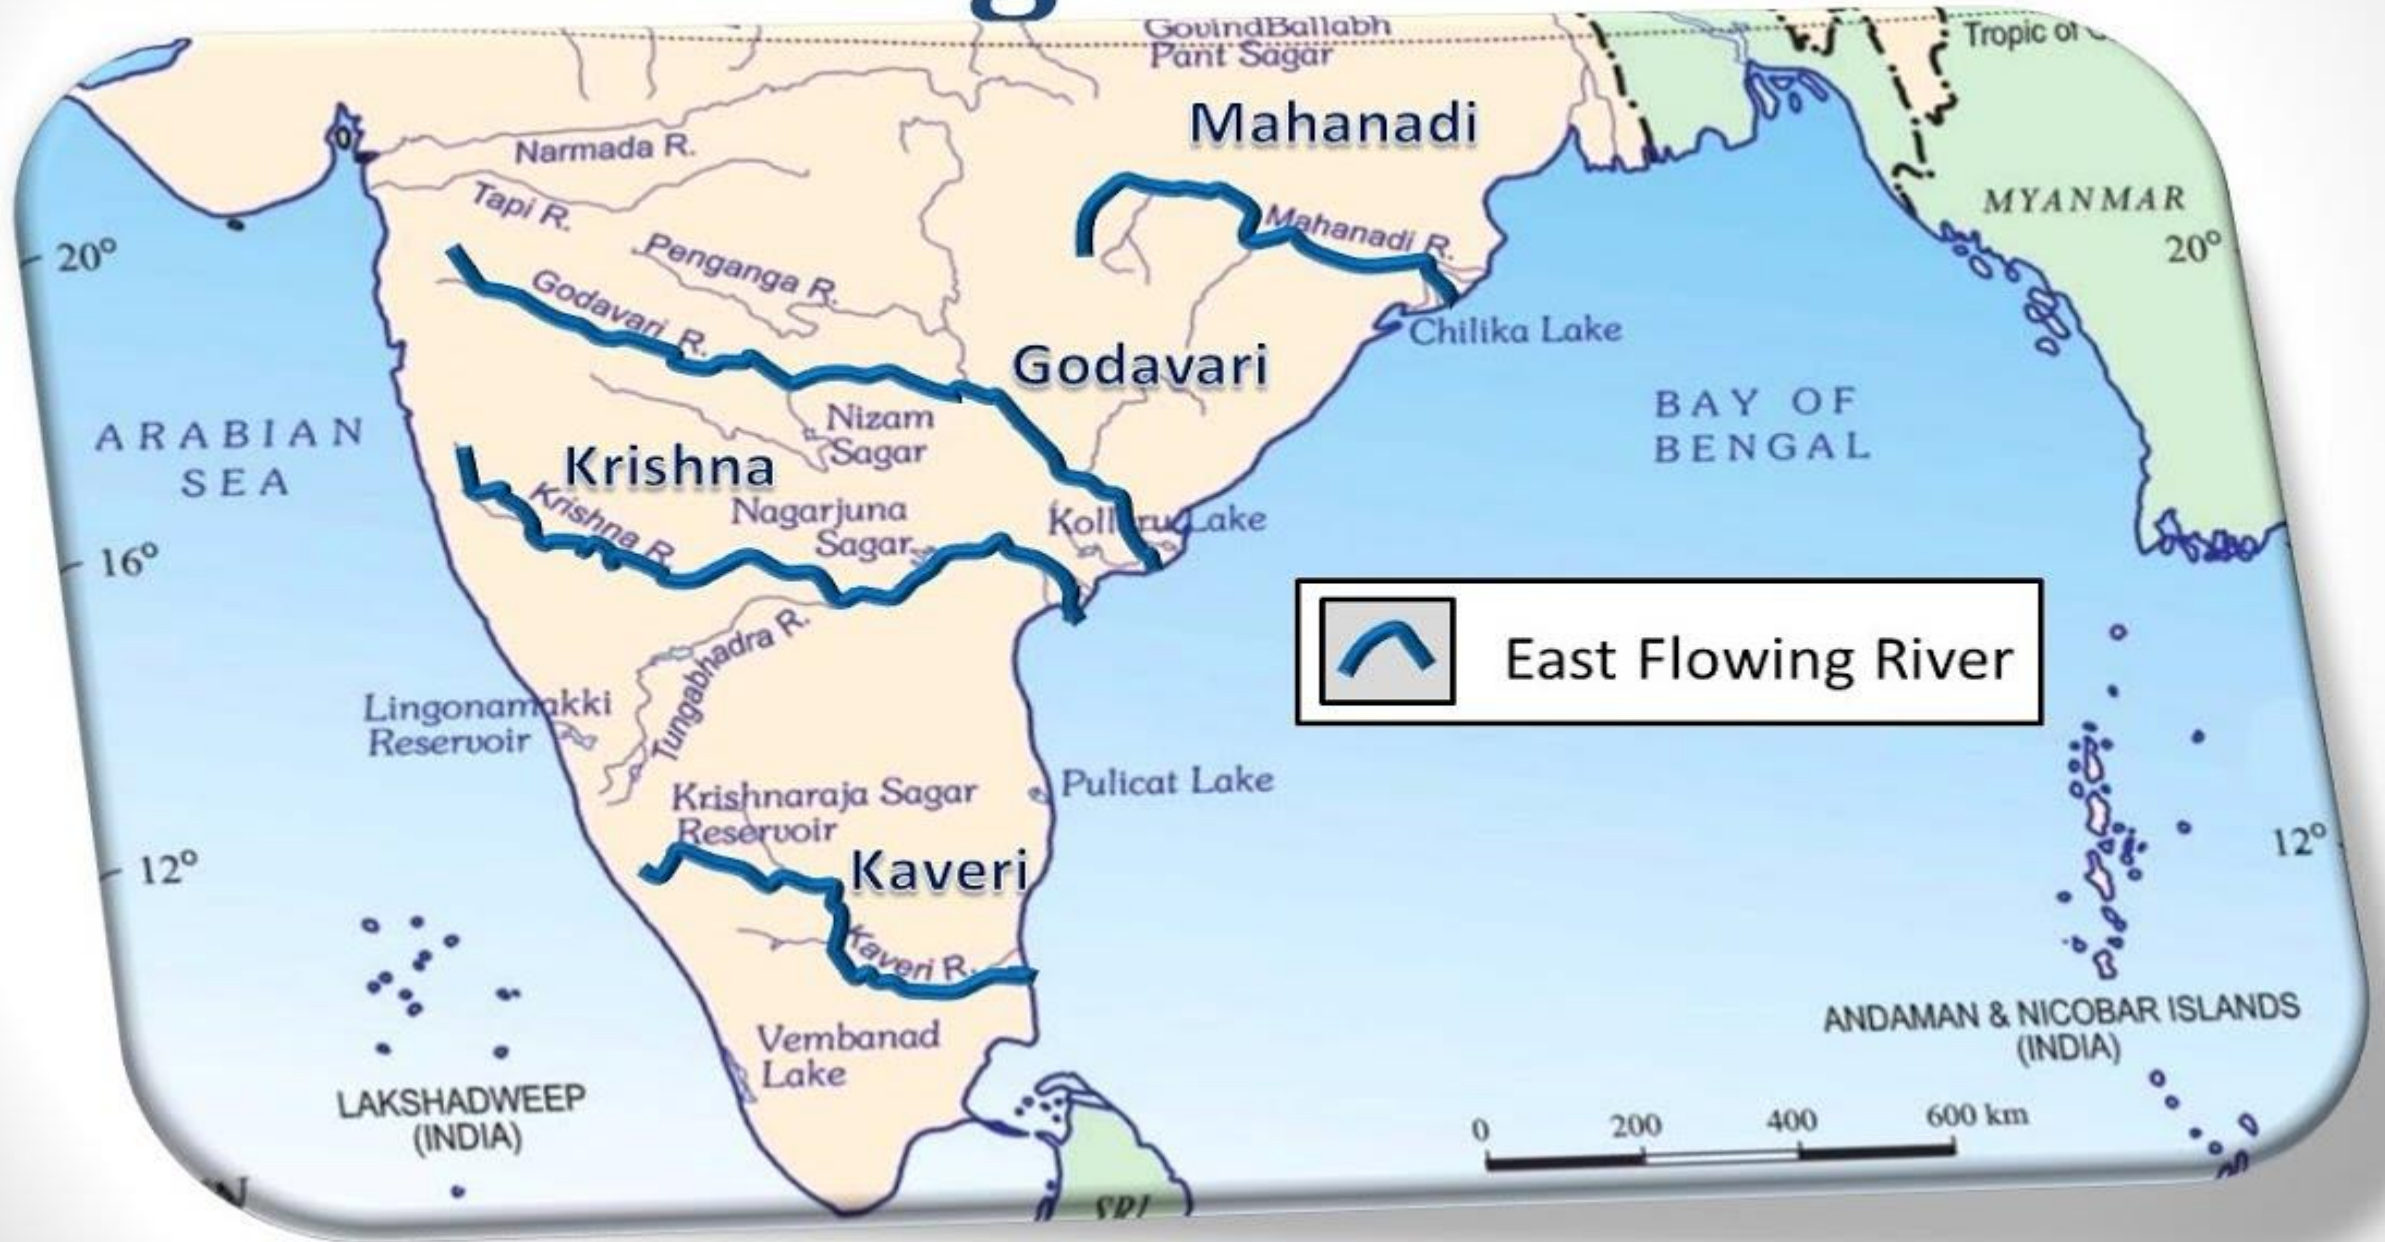 g
GovindBallabh
Pant Sagar
Tropic of
Mahanadi
Narmada R.
Tapi R.
Mahanadi R.
MYANMAR
20°
20°
Penganga R.
Godavari R.
Chilika Lake
Godavari
BAY OF
BENGAL
ARABIAN
SEA
Nizam
Sagar
Krishna
Krishna R.
Nagarjuna
Sagar
Kolleru Lake
16°
East Flowing River
Tungabhadra R.
Lingonamakki
Reservoir
Krishnaraja Sagar
Reservoir
Pulicat Lake
12°
12°
Kaveri
Kaveri R.
Vembanad
Lake
ANDAMAN & NICOBAR ISLANDS
(INDIA)
LAKSHADWEEP
(INDIA)
0 200 400 600 km
SRI